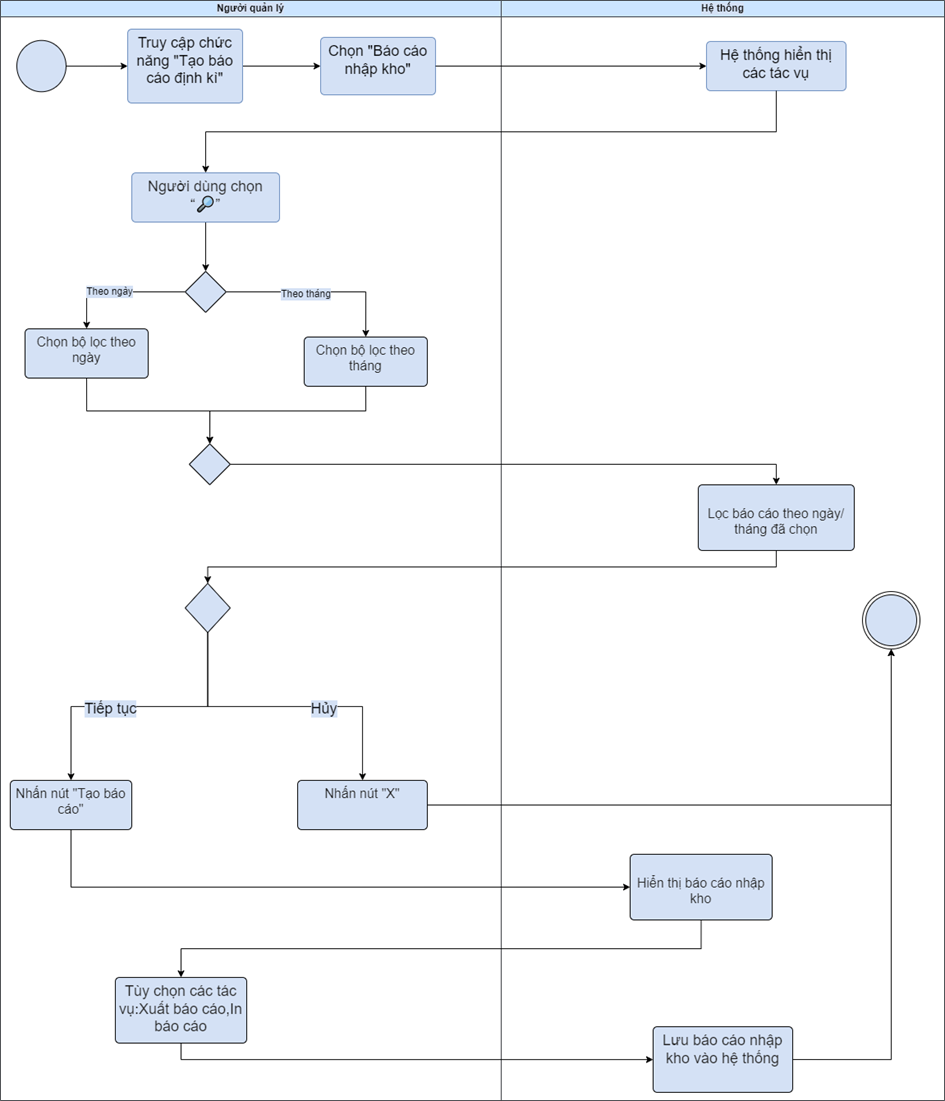 Người quản lý
Hệ thống
Truy cập chức
năng "Tạo báo
cáo định kì"
Chọn "Báo cáo
nhập kho"
Hệ thống hiển thị
các tác vụ
Người dùng chọn
“🔎”
Theo ngày
Theo tháng
Chọn bộ lọc theo
ngày
Chọn bộ lọc theo
tháng
Lọc báo cáo theo ngày/
tháng đã chọn
Tiếp tục
Hủy
Nhấn nút "Tạo báo
cáo"
Nhấn nút "X"
Hiển thị báo cáo nhập
kho
Tùy chọn các tác
vụ:Xuất báo cáo,In
báo cáo
Lưu báo cáo nhập
kho vào hệ thống